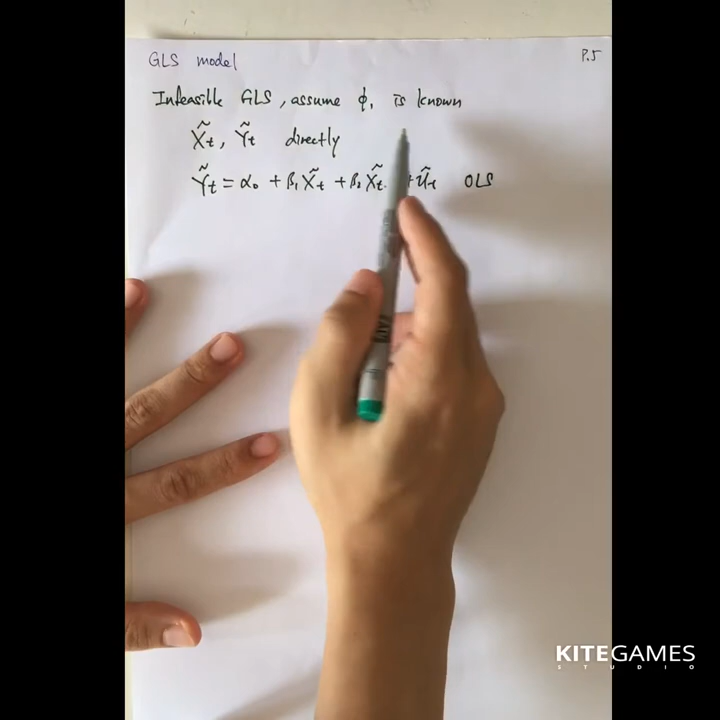 GLS model
P.5
Infeasible GLS, assume ϕ₁ is known
X̃t, Ỹt directly
Ỹt = α₀ + β₁X̃t + β₂X̃t. + ũt OLS
KITEGAMES
STUDIO